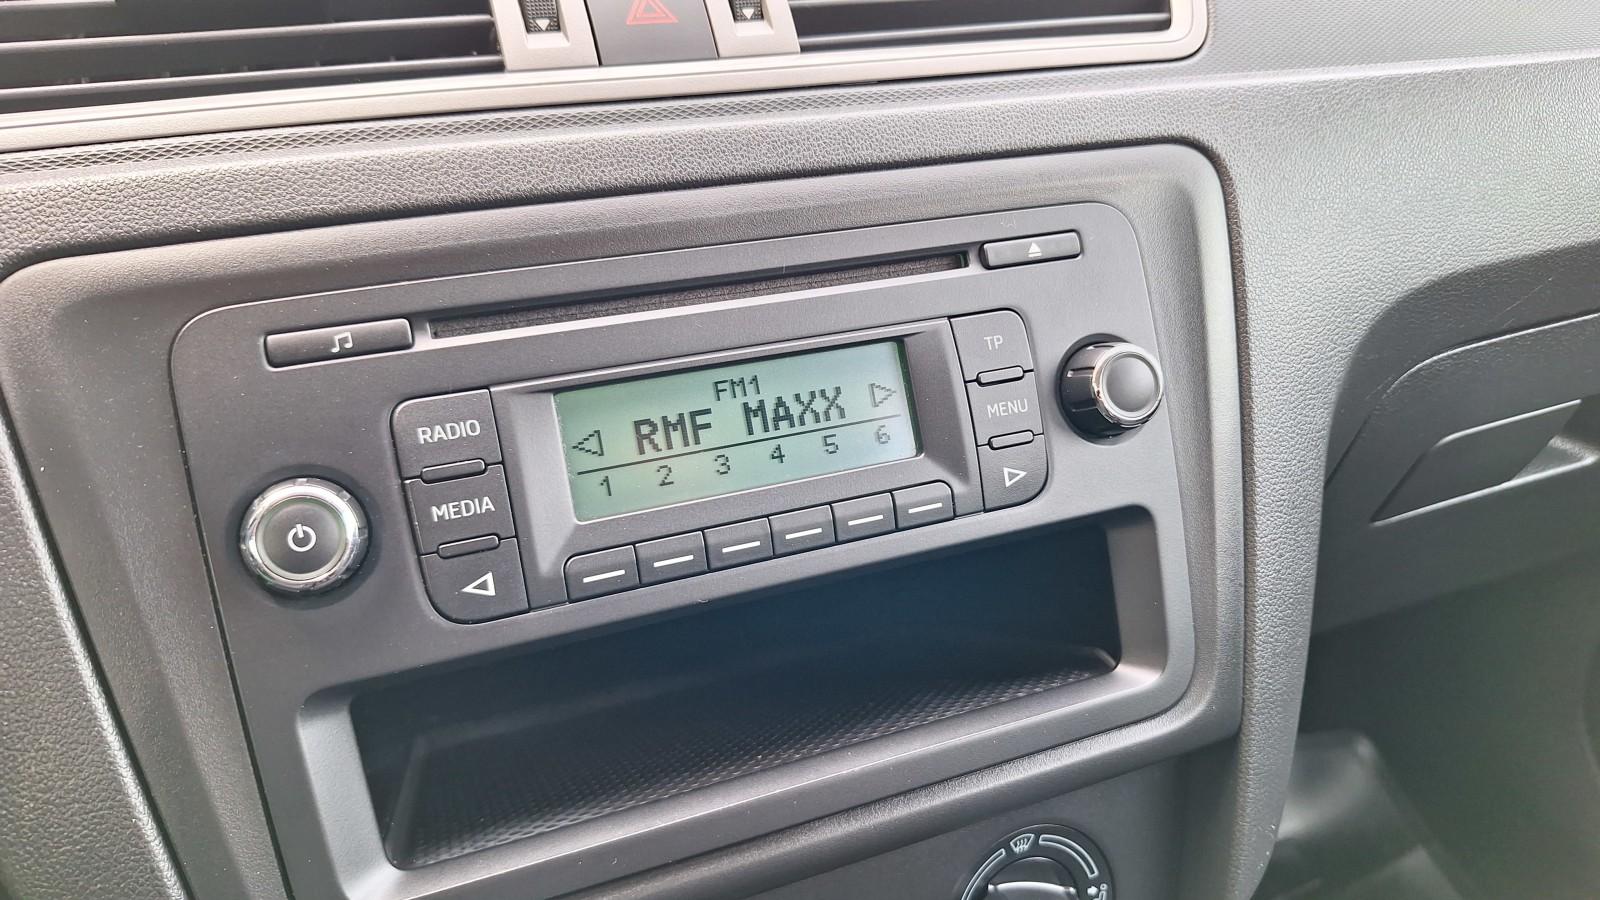 FM1
RMF MAXX
1 2 3 4 5 6
RADIO
MEDIA
TP
MENU